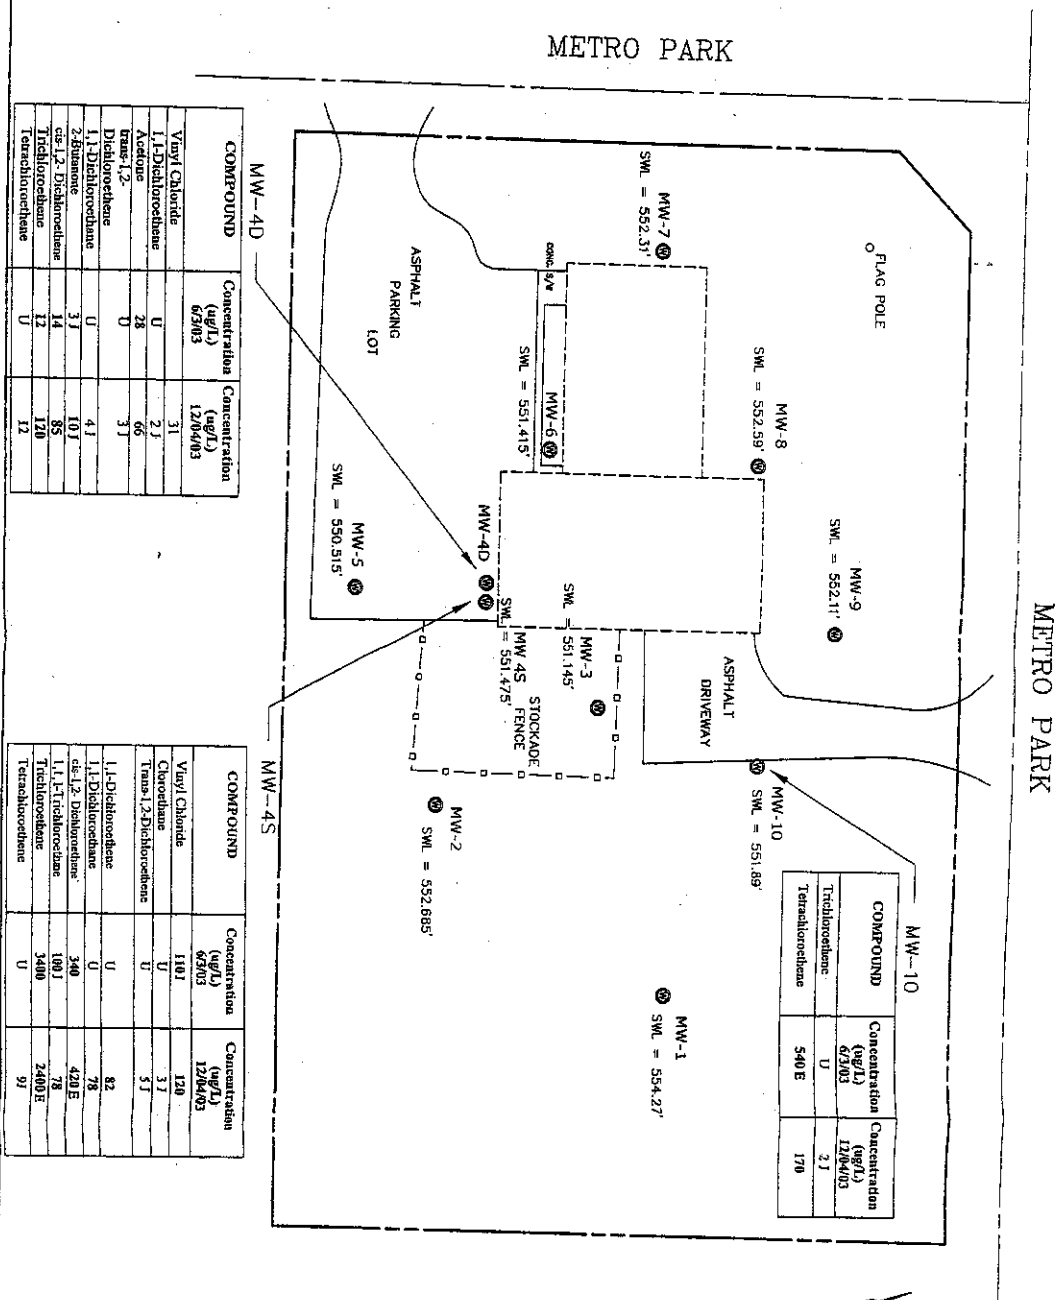 METRO PARK
METRO PARK
FLAG POLE
MW-7
SWL = 552.31'
MW-8
SWL = 552.59'
MW-9
SWL = 552.11'
CONC. S/W
MW-6
SWL = 551.415'
ASPHALT
PARKING
LOT
MW-5
SWL = 550.515'
MW-4D
MW 4S
SWL = 551.475'
MW-3
SWL = 551.145'
STOCKADE
FENCE
ASPHALT
DRIVEWAY
MW-10
SWL = 551.89'
MW-2
SWL = 552.685'
MW-1
SWL = 554.27'
MW-10
COMPOUND Concentration (ug/L) 6/3/03 Concentration (ug/L) 12/04/03
Trichloroethene U 2 J
Tetrachloroethene 540 E 170
MW-4D
COMPOUND Concentration (ug/L) 6/3/03 Concentration (ug/L) 12/04/03
Vinyl Chloride 31
1,1-Dichloroethene U 2 J
Acetone 28 66
trans-1,2-
Dichloroethene U 3 J
1,1-Dichloroethane U 4 J
2-Butanone 3 J 10 J
cis-1,2- Dichloroethene 14 85
Trichloroethene 12 120
Tetrachloroethene U 12
MW-4S
COMPOUND Concentration (ug/L) 6/3/03 Concentration (ug/L) 12/04/03
Vinyl Chloride 110 J 120
Cloroethane U 3 J
Trans-1,2-Dichloroethene U 5 J
1,1-Dichloroethene U 82
1,1-Dichloroethane U 78
cis-1,2- Dichloroethene 340 420 E
1,1,1-Trichloroethane 100 J 78
Trichloroethene 3400 2400 E
Tetrachloroethene U 9J